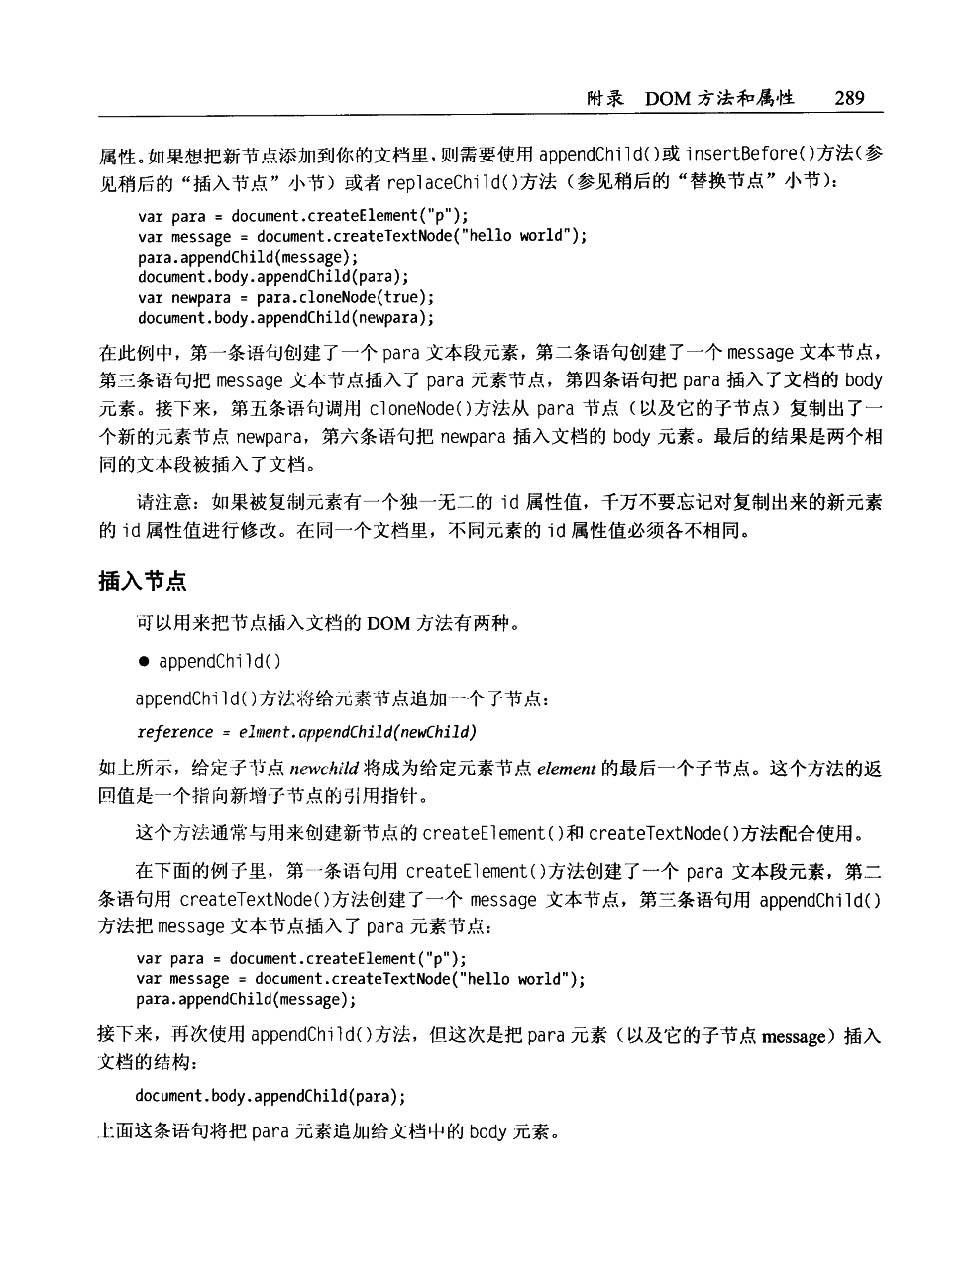 附录 DOM 方法和属性 289
属性。如果想把新节点添加到你的文档里，则需要使用 appendChild()或 insertBefore()方法(参
见稍后的“插入节点”小节）或者 replaceChild()方法（参见稍后的“替换节点”小节)：
var para = document.createElement("p");
var message = document.createTextNode("hello world");
para.appendChild(message);
document.body.appendChild(para);
var newpara = para.cloneNode(true);
document.body.appendChild(newpara);
在此例中，第一条语句创建了一个 para 文本段元素，第二条语句创建了一个 message 文本节点，
第三条语句把 message 文本节点插入了 para 元素节点，第四条语句把 para 插入了文档的 body
元素。接下来，第五条语句调用 cloneNode()方法从 para 节点（以及它的子节点）复制出了一
个新的元素节点 newpara，第六条语句把 newpara 插入文档的 body 元素。最后的结果是两个相
同的文本段被插入了文档。
请注意：如果被复制元素有一个独一无二的 id 属性值，千万不要忘记对复制出来的新元素
的 id 属性值进行修改。在同一个文档里，不同元素的 id 属性值必须各不相同。
插入节点
可以用来把节点插入文档的 DOM 方法有两种。
● appendChild()
appendChild()方法将给元素节点追加一个子节点：
reference = elment.appendChild(newChild)
如上所示，给定子节点 newchild 将成为给定元素节点 element 的最后一个子节点。这个方法的返
回值是一个指向新增子节点的引用指针。
这个方法通常与用来创建新节点的 createElement()和 createTextNode()方法配合使用。
在下面的例子里，第一条语句用 createElement()方法创建了一个 para 文本段元素，第二
条语句用 createTextNode()方法创建了一个 message 文本节点，第三条语句用 appendChild()
方法把 message 文本节点插入了 para 元素节点：
var para = document.createElement("p");
var message = document.createTextNode("hello world");
para.appendChild(message);
接下来，再次使用 appendChild()方法，但这次是把 para 元素（以及它的子节点 message）插入
文档的结构：
document.body.appendChild(para);
上面这条语句将把 para 元素追加给文档中的 body 元素。